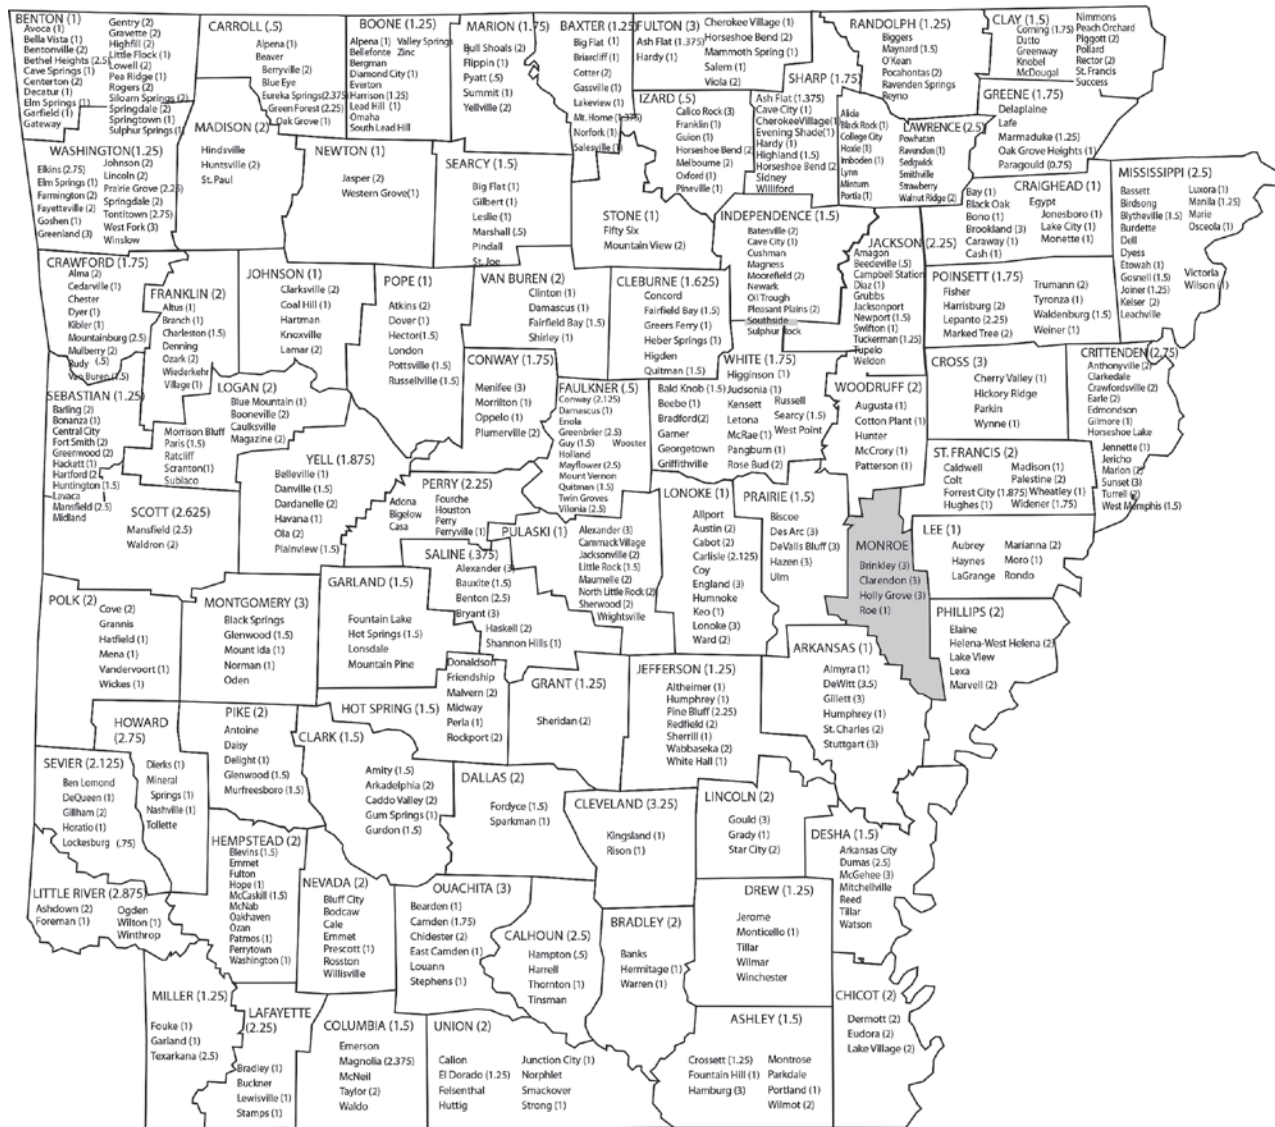 BENTON (1)
Avoca (1)
Bella Vista (1)
Bentonville (2)
Bethel Heights (2.5)
Cave Springs (1)
Centerton (2)
Decatur (1)
Elm Springs (1)
Garfield (1)
Gateway
Gentry (2)
Gravette (2)
Highfill (2)
Little Flock (1)
Lowell (2)
Pea Ridge (1)
Rogers (2)
Siloam Springs (2)
Springdale (2)
Springtown (1)
Sulphur Springs (1)
CARROLL (.5)
Alpena (1)
Beaver
Berryville (2)
Blue Eye
Eureka Springs(2.375)
Green Forest (2.25)
Oak Grove (1)
BOONE (1.25)
Alpena (1)
Bellefonte
Bergman
Diamond City (1)
Everton
Harrison (1.25)
Lead Hill (1)
Omaha
South Lead Hill
Valley Springs
Zinc
MARION (1.75)
Bull Shoals (2)
Flippin (1)
Pyatt (.5)
Summit (1)
Yellville (2)
BAXTER (1.25)
Big Flat (1)
Briarcliff (1)
Cotter (2)
Gassville (1)
Lakeview (1)
Mt. Home (1.375)
Norfork (1)
Salesville (1)
FULTON (3)
Ash Flat (1.375)
Hardy (1)
Cherokee Village (1)
Horseshoe Bend (2)
Mammoth Spring (1)
Salem (1)
Viola (2)
SHARP (1.75)
Ash Flat (1.375)
Cave City (1)
CherokeeVillage(1)
Evening Shade(1)
Hardy (1)
Highland (1.5)
Horseshoe Bend (2)
Sidney
Williford
RANDOLPH (1.25)
Biggers
Maynard (1.5)
O'Kean
Pocahontas (2)
Ravenden Springs
Reyno
CLAY (1.5)
Corning (1.75)
Datto
Greenway
Knobel
McDougal
Nimmons
Peach Orchard
Piggott (2)
Pollard
Rector (2)
St. Francis
Success
GREENE (1.75)
Delaplaine
Lafe
Marmaduke (1.25)
Oak Grove Heights (1)
Paragould (0.75)
MADISON (2)
Hindsville
Huntsville (2)
St. Paul
WASHINGTON(1.25)
Elkins (2.75)
Elm Springs (1)
Farmington (2)
Fayetteville (2)
Goshen (1)
Greenland (3)
Johnson (2)
Lincoln (2)
Prairie Grove (2.25)
Springdale (2)
Tontitown (2.75)
West Fork (3)
Winslow
NEWTON (1)
Jasper (2)
Western Grove(1)
SEARCY (1.5)
Big Flat (1)
Gilbert (1)
Leslie (1)
Marshall (.5)
Pindall
St. Joe
IZARD (.5)
Calico Rock (3)
Franklin (1)
Guion (1)
Horseshoe Bend (2)
Melbourne (2)
Oxford (1)
Pineville (1)
STONE (1)
Fifty Six
Mountain View (2)
INDEPENDENCE (1.5)
Batesville (2)
Cave City (1)
Cushman
Magness
Moorefield (2)
Newark
Oil Trough
Pleasant Plains (2)
Southside
Sulphur Rock
LAWRENCE (2.5)
Alicia
Black Rock (1)
College City
Hoxie (1)
Imboden (1)
Lynn
Minturn
Portia (1)
Powhatan
Ravenden (1)
Sedgwick
Smithville
Strawberry
Walnut Ridge (2)
CRAIGHEAD (1)
Bay (1)
Black Oak
Bono (1)
Brookland (3)
Caraway (1)
Cash (1)
Egypt
Jonesboro (1)
Lake City (1)
Monette (1)
MISSISSIPPI (2.5)
Bassett
Birdsong
Blytheville (1.5)
Burdette
Dell
Dyess
Etowah (1)
Gosnell (1.5)
Joiner (1.25)
Keiser (2)
Leachville
Luxora (1)
Manila (1.25)
Marie
Osceola (1)
Victoria
Wilson (1)
CRAWFORD (1.75)
Alma (2)
Cedarville (1)
Chester
Dyer (1)
Kibler (1)
Mountainburg (2.5)
Mulberry (2)
Rudy (.5)
Van Buren (1.5)
FRANKLIN (2)
Altus (1)
Branch (1)
Charleston (1.5)
Denning
Ozark (2)
Wiederkehr
Village (1)
JOHNSON (1)
Clarksville (2)
Coal Hill (1)
Hartman
Knoxville
Lamar (2)
POPE (1)
Atkins (2)
Dover (1)
Hector(1.5)
London
Pottsville (1.5)
Russellville (1.5)
VAN BUREN (2)
Clinton (1)
Damascus (1)
Fairfield Bay (1.5)
Shirley (1)
CLEBURNE (1.625)
Concord
Fairfield Bay (1.5)
Greers Ferry (1)
Heber Springs (1)
Higden
Quitman (1.5)
JACKSON (2.25)
Amagon
Beedeville (.5)
Campbell Station
Diaz (1)
Grubbs
Jacksonport
Newport (1.5)
Swifton (1)
Tuckerman (1.25)
Tupelo
Weldon
POINSETT (1.75)
Fisher
Harrisburg (2)
Lepanto (2.25)
Marked Tree (2)
Trumann (2)
Tyronza (1)
Waldenburg (1.5)
Weiner (1)
CROSS (3)
Cherry Valley (1)
Hickory Ridge
Parkin
Wynne (1)
CRITTENDEN (2.75)
Anthonyville (2)
Clarkedale
Crawfordsville (2)
Earle (2)
Edmondson
Gilmore (1)
Horseshoe Lake
Jennette (1)
Jericho
Marion (2)
Sunset (3)
Turrell (2)
West Memphis (1.5)
SEBASTIAN (1.25)
Barling (2)
Bonanza (1)
Central City
Fort Smith (2)
Greenwood (2)
Hackett (1)
Hartford (2)
Huntington (1.5)
Lavaca
Mansfield (2.5)
Midland
LOGAN (2)
Blue Mountain (1)
Booneville (2)
Caulksville
Magazine (2)
Morrison Bluff
Paris (1.5)
Ratcliff
Scranton(1)
Subiaco
CONWAY (1.75)
Menifee (3)
Morrilton (1)
Oppelo (1)
Plumerville (2)
FAULKNER (.5)
Conway (2.125)
Damascus (1)
Enola
Greenbrier (2.5)
Guy (1.5)
Wooster
Holland
Mayflower (2.5)
Mount Vernon
Quitman (1.5)
Twin Groves
Vilonia (2.5)
WHITE (1.75)
Bald Knob (1.5)
Beebe (1)
Bradford(2)
Garner
Georgetown
Griffithville
Higginson (1)
Judsonia (1)
Kensett
Letona
McRae (1)
Pangburn (1)
Rose Bud (2)
Russell
Searcy (1.5)
West Point
WOODRUFF (2)
Augusta (1)
Cotton Plant (1)
Hunter
McCrory (1)
Patterson (1)
ST. FRANCIS (2)
Caldwell
Colt
Forrest City (1.875)
Hughes (1)
Madison (1)
Palestine (2)
Wheatley (1)
Widener (1.75)
YELL (1.875)
Belleville (1)
Danville (1.5)
Dardanelle (2)
Havana (1)
Ola (2)
Plainview (1.5)
SCOTT (2.625)
Mansfield (2.5)
Waldron (2)
PERRY (2.25)
Adona
Bigelow
Casa
Fourche
Houston
Perry
Perryville (1)
PULASKI (1)
Alexander (3)
Cammack Village
Jacksonville (2)
Little Rock (1.5)
Maumelle (2)
North Little Rock (2)
Sherwood (2)
Wrightsville
LONOKE (1)
Allport
Austin (2)
Cabot (2)
Carlisle (2.125)
Coy
England (3)
Humnoke
Keo (1)
Lonoke (3)
Ward (2)
PRAIRIE (1.5)
Biscoe
Des Arc (3)
DeValls Bluff (3)
Hazen (3)
Ulm
MONROE
Brinkley (3)
Clarendon (3)
Holly Grove (3)
Roe (1)
LEE (1)
Aubrey
Haynes
LaGrange
Marianna (2)
Moro (1)
Rondo
PHILLIPS (2)
Elaine
Helena-West Helena (2)
Lake View
Lexa
Marvell (2)
SALINE (.375)
Alexander (3)
Bauxite (1.5)
Benton (2.5)
Bryant (3)
Haskell (2)
Shannon Hills (1)
GARLAND (1.5)
Fountain Lake
Hot Springs (1.5)
Lonsdale
Mountain Pine
MONTGOMERY (3)
Black Springs
Glenwood (1.5)
Mount Ida (1)
Norman (1)
Oden
POLK (2)
Cove (2)
Grannis
Hatfield (1)
Mena (1)
Vandervoort (1)
Wickes (1)
HOT SPRING (1.5)
Donaldson
Friendship
Malvern (2)
Midway
Perla (1)
Rockport (2)
GRANT (1.25)
Sheridan (2)
JEFFERSON (1.25)
Altheimer (1)
Humphrey (1)
Pine Bluff (2.25)
Redfield (2)
Sherrill (1)
Wabbaseka (2)
White Hall (1)
ARKANSAS (1)
Almyra (1)
DeWitt (3.5)
Gillett (3)
Humphrey (1)
St. Charles (2)
Stuttgart (3)
HOWARD
(2.75)
Dierks (1)
Mineral
Springs (1)
Nashville (1)
Tollette
PIKE (2)
Antoine
Daisy
Delight (1)
Glenwood (1.5)
Murfreesboro (1.5)
CLARK (1.5)
Amity (1.5)
Arkadelphia (2)
Caddo Valley (2)
Gum Springs (1)
Gurdon (1.5)
SEVIER (2.125)
Ben Lomond
DeQueen (1)
Gillham (2)
Horatio (1)
Lockesburg (.75)
DALLAS (2)
Fordyce (1.5)
Sparkman (1)
CLEVELAND (3.25)
Kingsland (1)
Rison (1)
LINCOLN (2)
Gould (3)
Grady (1)
Star City (2)
DESHA (1.5)
Arkansas City
Dumas (2.5)
McGehee (3)
Mitchellville
Reed
Tillar
Watson
HEMPSTEAD (2)
Blevins (1.5)
Emmet
Fulton
Hope (1)
McCaskill (1.5)
McNab
Oakhaven
Ozan
Patmos (1)
Perrytown
Washington (1)
LITTLE RIVER (2.875)
Ashdown (2)
Foreman (1)
Ogden
Wilton (1)
Winthrop
NEVADA (2)
Bluff City
Bodcaw
Cale
Emmet
Prescott (1)
Rosston
Willisville
OUACHITA (3)
Bearden (1)
Camden (1.75)
Chidester (2)
East Camden (1)
Louann
Stephens (1)
CALHOUN (2.5)
Hampton (.5)
Harrell
Thornton (1)
Tinsman
BRADLEY (2)
Banks
Hermitage (1)
Warren (1)
DREW (1.25)
Jerome
Monticello (1)
Tillar
Wilmar
Winchester
MILLER (1.25)
Fouke (1)
Garland (1)
Texarkana (2.5)
LAFAYETTE
(2.25)
Bradley (1)
Buckner
Lewisville (1)
Stamps (1)
COLUMBIA (1.5)
Emerson
Magnolia (2.375)
McNeil
Taylor (2)
Waldo
UNION (2)
Calion
El Dorado (1.25)
Felsenthal
Huttig
Junction City (1)
Norphlet
Smackover
Strong (1)
ASHLEY (1.5)
Crossett (1.25)
Fountain Hill (1)
Hamburg (3)
Montrose
Parkdale
Portland (1)
Wilmot (2)
CHICOT (2)
Dermott (2)
Eudora (2)
Lake Village (2)